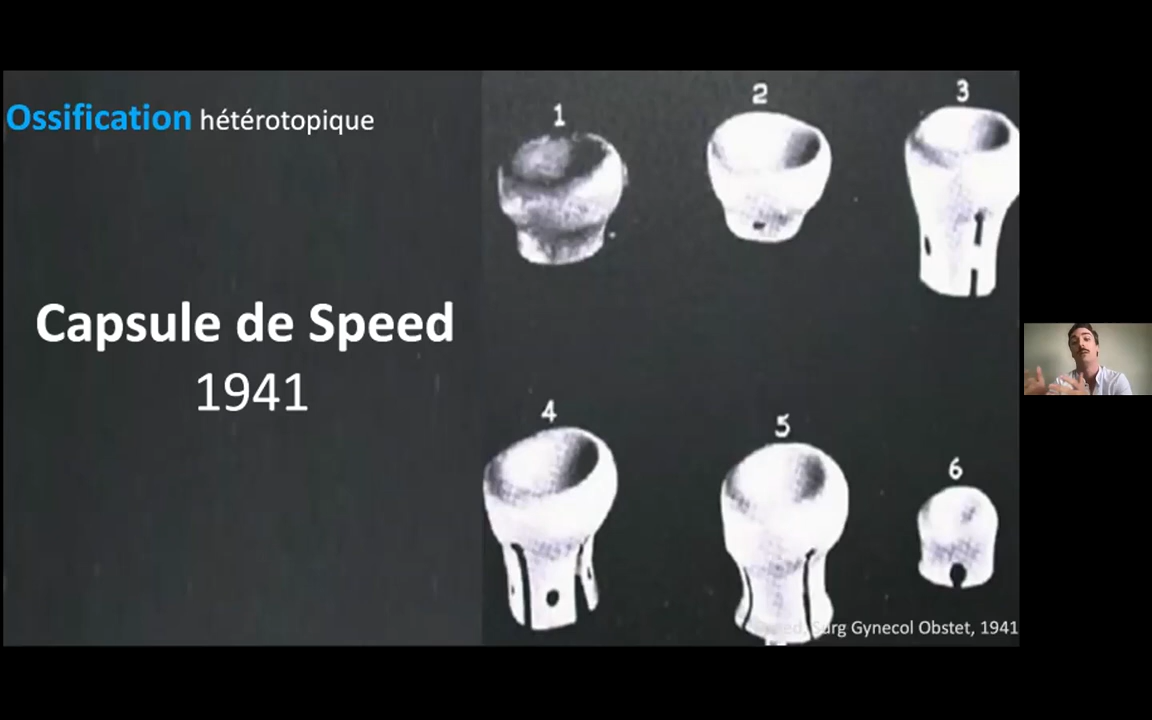 Ossification hétérotopique
Capsule de Speed
1941
1
2
3
4
5
6
Surg Gynecol Obstet, 1941